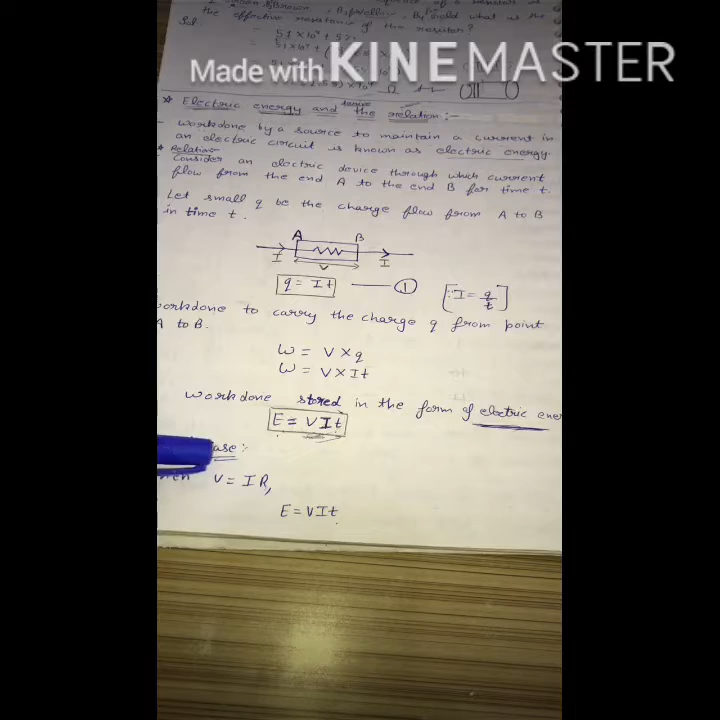 the effective resistance of the resistor?
Sol
Made with KINEMASTER
* Electric energy and the relation :-
- workdone by a source to maintain a current in
an electric circuit is known as electric energy.
* Relation
- Consider an electric device through which current
flow from the end A to the end B for time t.
Let small q be the charge flow from A to B
in time t.
A B
I V I
q = It ① [∵ I = q/t]
workdone to carry the charge q from point
A to B.
W = V × q
W = V × It
workdone stored in the form of electric ener
E = VIt
ase :-
V = IR,
E = VIt